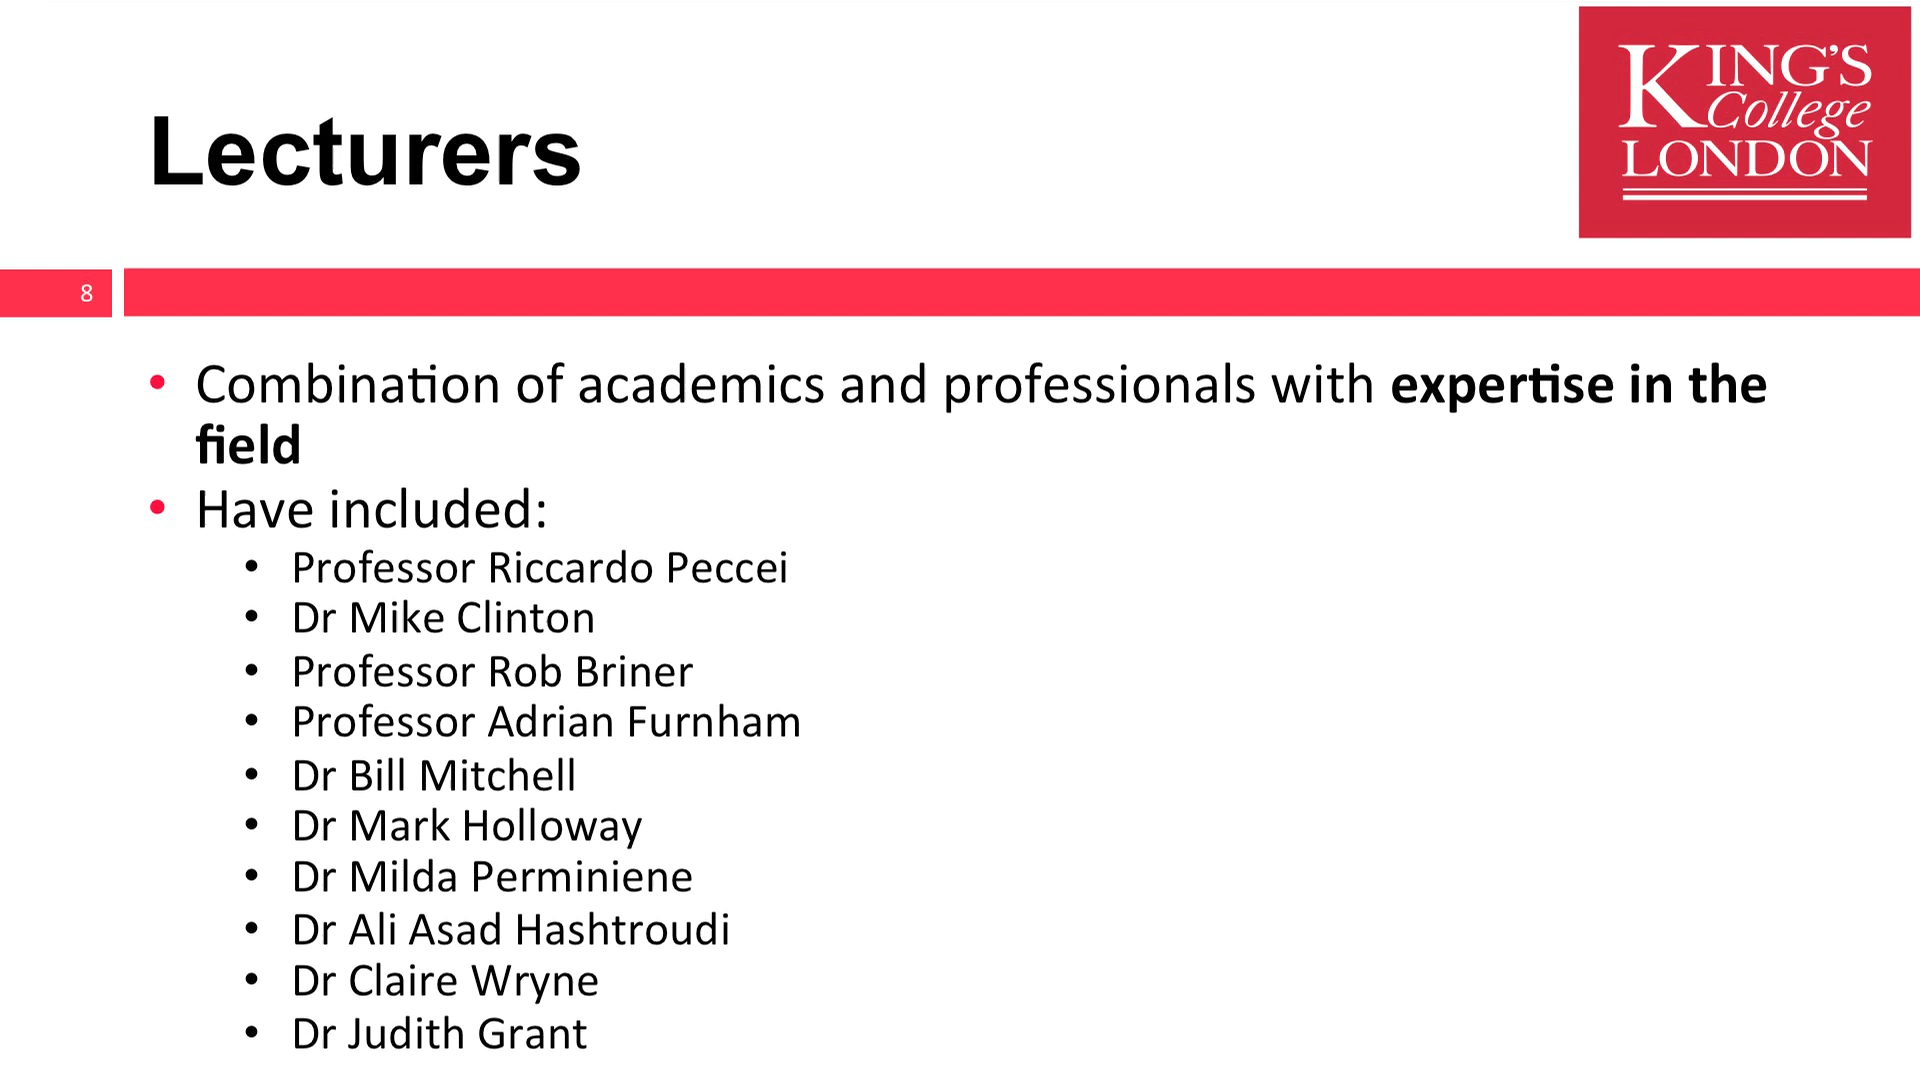 Lecturers
KING'S
College
LONDON
8
• Combination of academics and professionals with expertise in the
field
• Have included:
• Professor Riccardo Peccei
• Dr Mike Clinton
• Professor Rob Briner
• Professor Adrian Furnham
• Dr Bill Mitchell
• Dr Mark Holloway
• Dr Milda Perminiene
• Dr Ali Asad Hashtroudi
• Dr Claire Wryne
• Dr Judith Grant